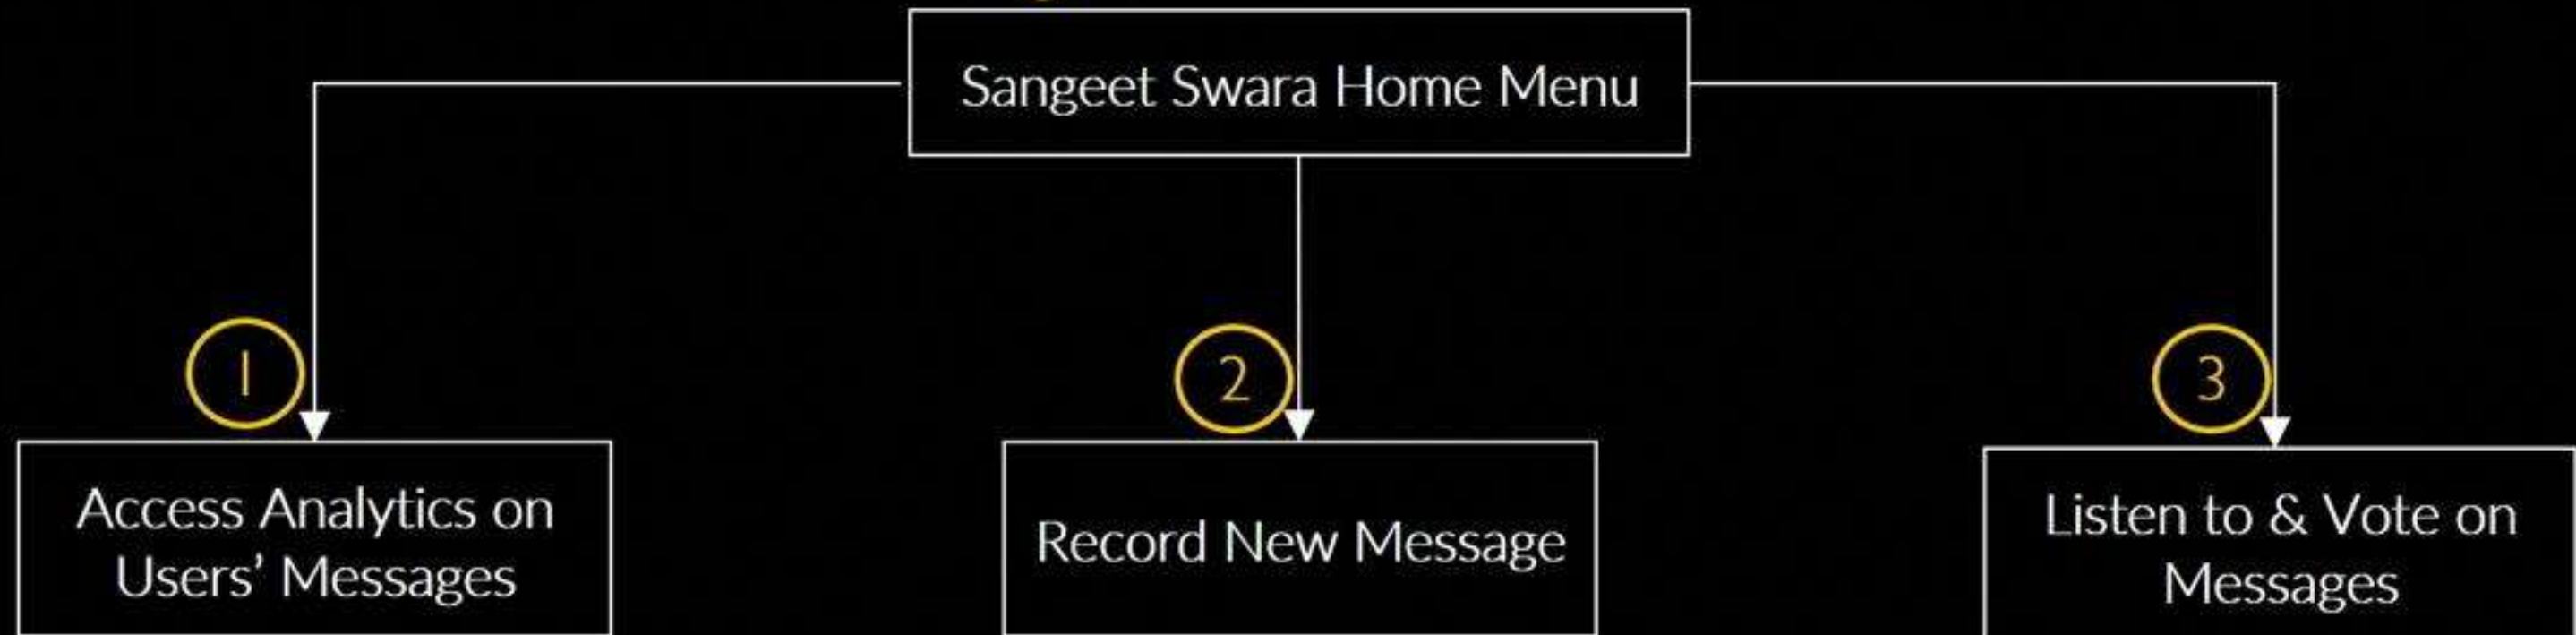 Sangeet Swara Home Menu
1
2
3
Access Analytics on
Users’ Messages
Record New Message
Listen to & Vote on
Messages